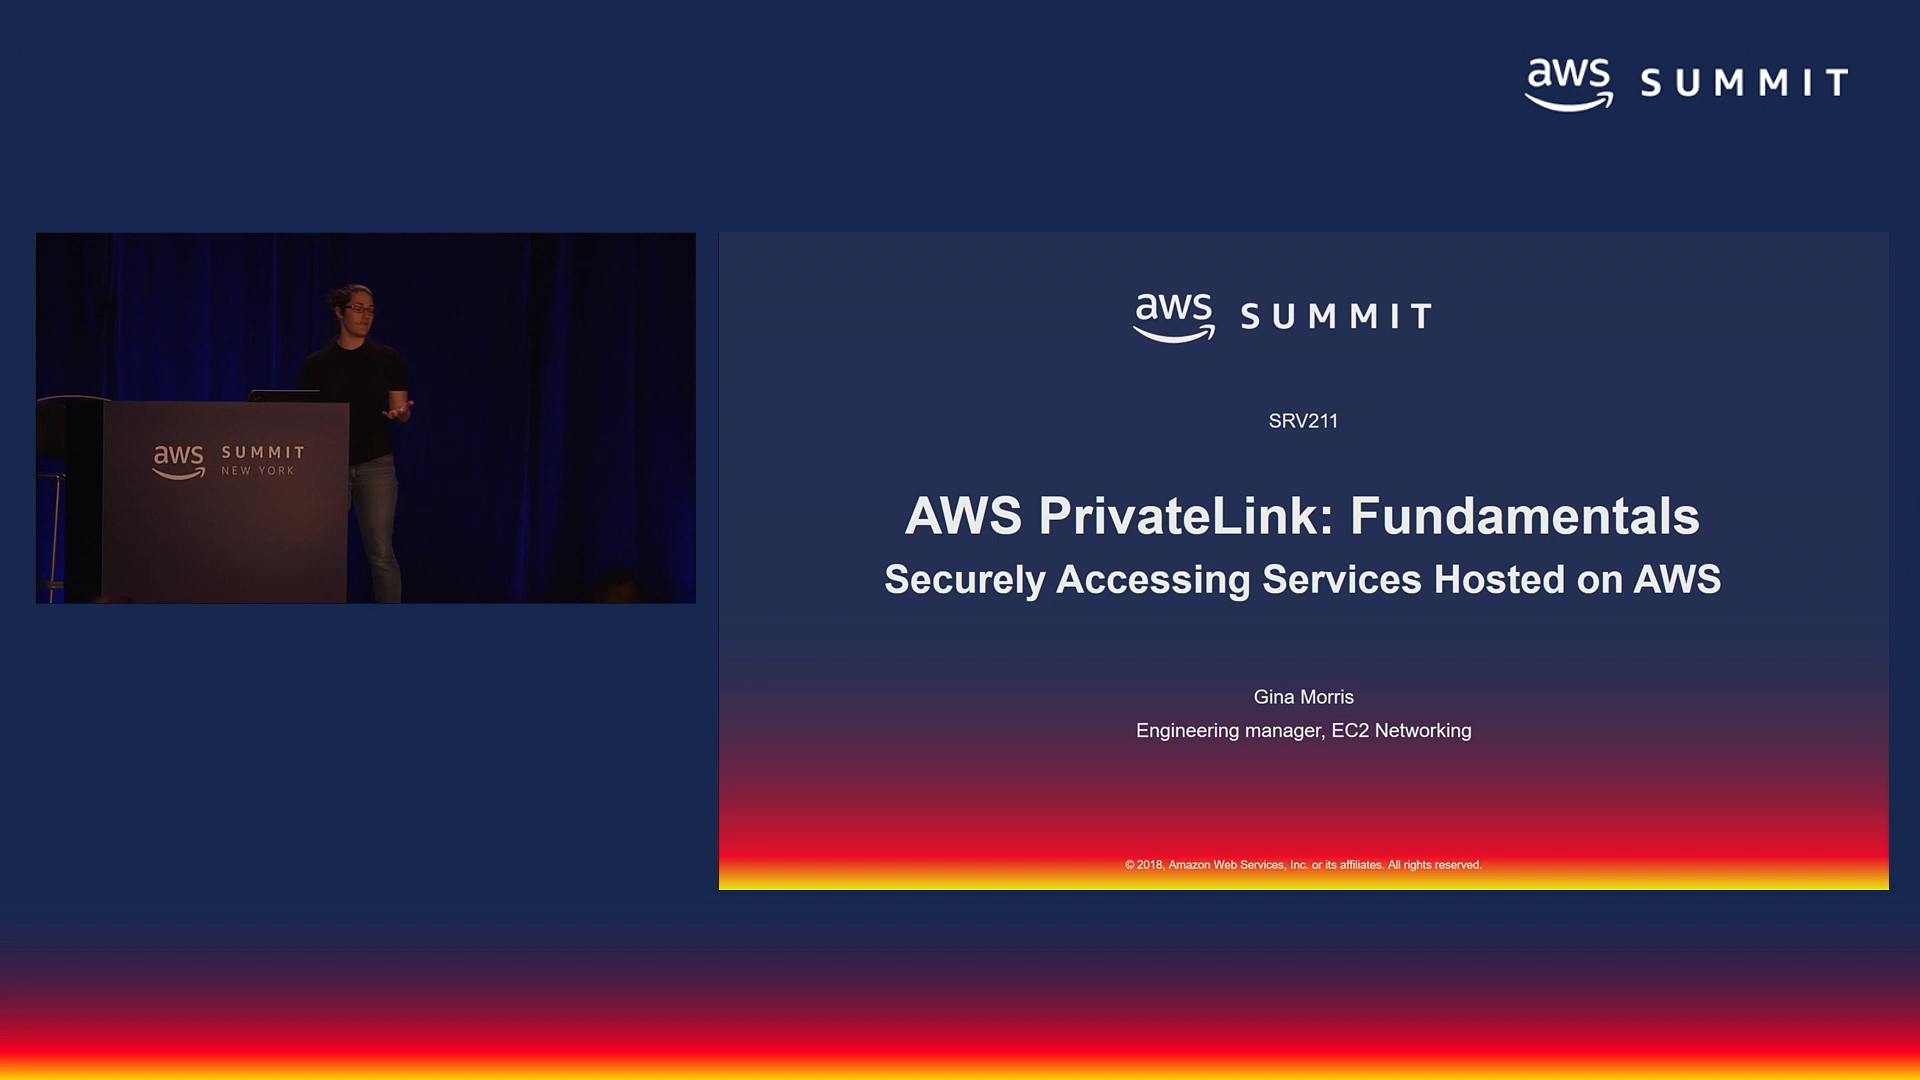 aws SUMMIT
aws SUMMIT
NEW YORK
aws SUMMIT
SRV211
AWS PrivateLink: Fundamentals
Securely Accessing Services Hosted on AWS
Gina Morris
Engineering manager, EC2 Networking
© 2018, Amazon Web Services, Inc. or its affiliates. All rights reserved.